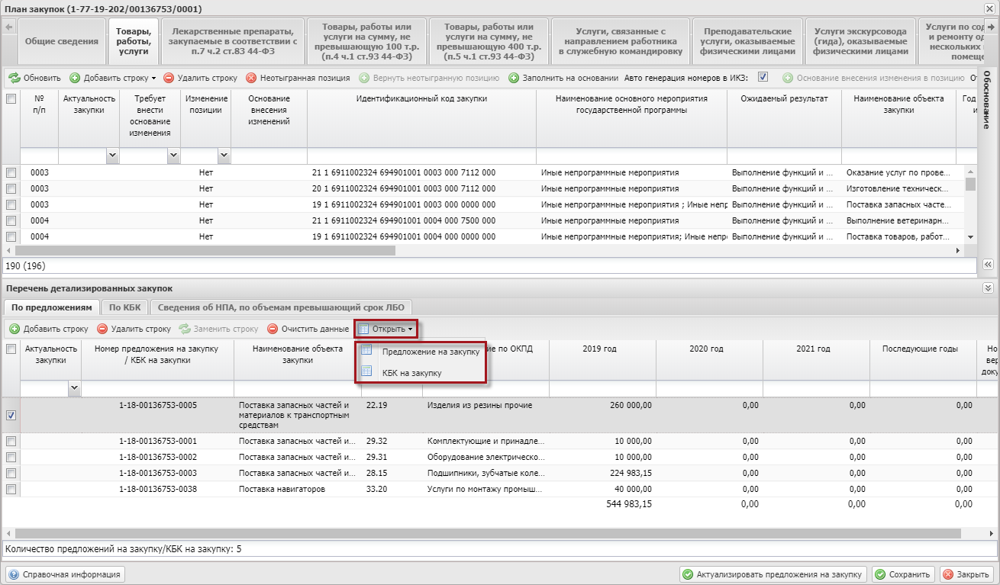 План закупок (1-77-19-202/00136753/0001)
Общие сведения
Товары, работы, услуги
Лекарственные препараты, закупаемые в соответствии с п.7 ч.2 ст.83 44-ФЗ
Товары, работы или услуги на сумму, не превышающую 100 т.р. (п.4 ч.1 ст.93 44-ФЗ)
Товары, работы или услуги на сумму, не превышающую 400 т.р. (п.5 ч.1 ст.93 44-ФЗ)
Услуги, связанные с направлением работника в служебную командировку
Преподавательские услуги, оказываемые физическими лицами
Услуги экскурсовода (гида), оказываемые физическими лицами
Услуги по сод и ремонту од нескольких помеще
Обновить Добавить строку Удалить строку Неотыгранная позиция Вернуть неотыгранную позицию Заполнить на основании Авто генерация номеров в ИКЗ: Основание внесения изменения в позицию От
Обоснование
№ п/п
Актуальность закупки
Требует внести основание изменения
Изменение позиции
Основание внесения изменений
Идентификационный код закупки
Наименование основного мероприятия государственной программы
Ожидаемый результат
Наименование объекта закупки
Год и
0003 Нет 21 1 6911002324 694901001 0003 000 7112 000 Иные непрограммные мероприятия Выполнение функций и ... Оказание услуг по прове...
0003 Нет 20 1 6911002324 694901001 0003 000 7112 000 Иные непрограммные мероприятия Выполнение функций и ... Изготовление техническ...
0003 Нет 19 1 6911002324 694901001 0003 000 0000 000 Иные непрограммные мероприятия ; Иные непр Выполнение функций и ... Поставка запасных часте...
0004 Нет 21 1 6911002324 694901001 0004 000 7500 000 Иные непрограммные мероприятия Выполнение функций и ... Выполнение ветеринарн...
0004 Нет 19 1 6911002324 694901001 0004 000 0000 000 Иные непрограммные мероприятия; Иные непро Выполнение функций и ... Поставка товаров, работ...
190 (196)
Перечень детализированных закупок
По предложениям По КБК Сведения об НПА, по объемам превышающий срок ЛБО
Добавить строку Удалить строку Заменить строку Очистить данные Открыть
Предложение на закупку
КБК на закупку
Актуальность закупки
Номер предложения на закупку / КБК на закупки
Наименование объекта закупки
ие по ОКПД
2019 год
2020 год
2021 год
Последующие годы
Но вер доку
1-18-00136753-0005 Поставка запасных частей и материалов к транспортным средствам 22.19 Изделия из резины прочие 260 000,00 0,00 0,00 0,00
1-18-00136753-0001 Поставка запасных частей и... 29.32 Комплектующие и принадле... 10 000,00 0,00 0,00 0,00
1-18-00136753-0002 Поставка запасных частей и... 29.31 Оборудование электрическо... 10 000,00 0,00 0,00 0,00
1-18-00136753-0003 Поставка запасных частей и... 28.15 Подшипники, зубчатые коле... 224 983,15 0,00 0,00 0,00
1-18-00136753-0038 Поставка навигаторов 33.20 Услуги по монтажу промыш... 40 000,00 0,00 0,00 0,00
544 983,15 0,00 0,00 0,00
Количество предложений на закупку/КБК на закупку: 5
Справочная информация Актуализировать предложения на закупку Сохранить Закрыть